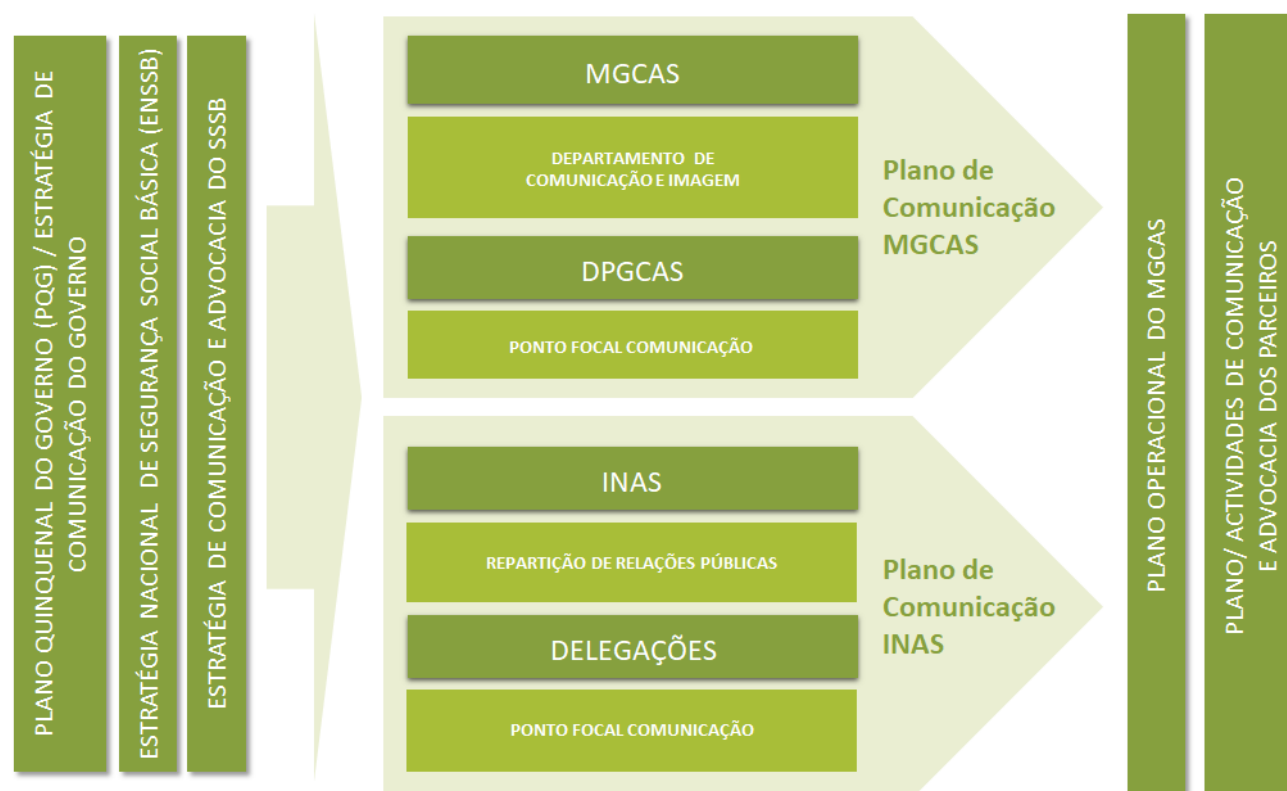 PLANO QUINQUENAL DO GOVERNO (PQG) / ESTRATÉGIA DE
COMUNICAÇÃO DO GOVERNO
ESTRATÉGIA NACIONAL DE SEGURANÇA SOCIAL BÁSICA (ENSSB)
ESTRATÉGIA DE COMUNICAÇÃO E ADVOCACIA DO SSSB
MGCAS
DEPARTAMENTO DE
COMUNICAÇÃO E IMAGEM
DPGCAS
PONTO FOCAL COMUNICAÇÃO
Plano de
Comunicação
MGCAS
INAS
REPARTIÇÃO DE RELAÇÕES PÚBLICAS
DELEGAÇÕES
PONTO FOCAL COMUNICAÇÃO
Plano de
Comunicação
INAS
PLANO OPERACIONAL DO MGCAS
PLANO/ ACTIVIDADES DE COMUNICAÇÃO
E ADVOCACIA DOS PARCEIROS